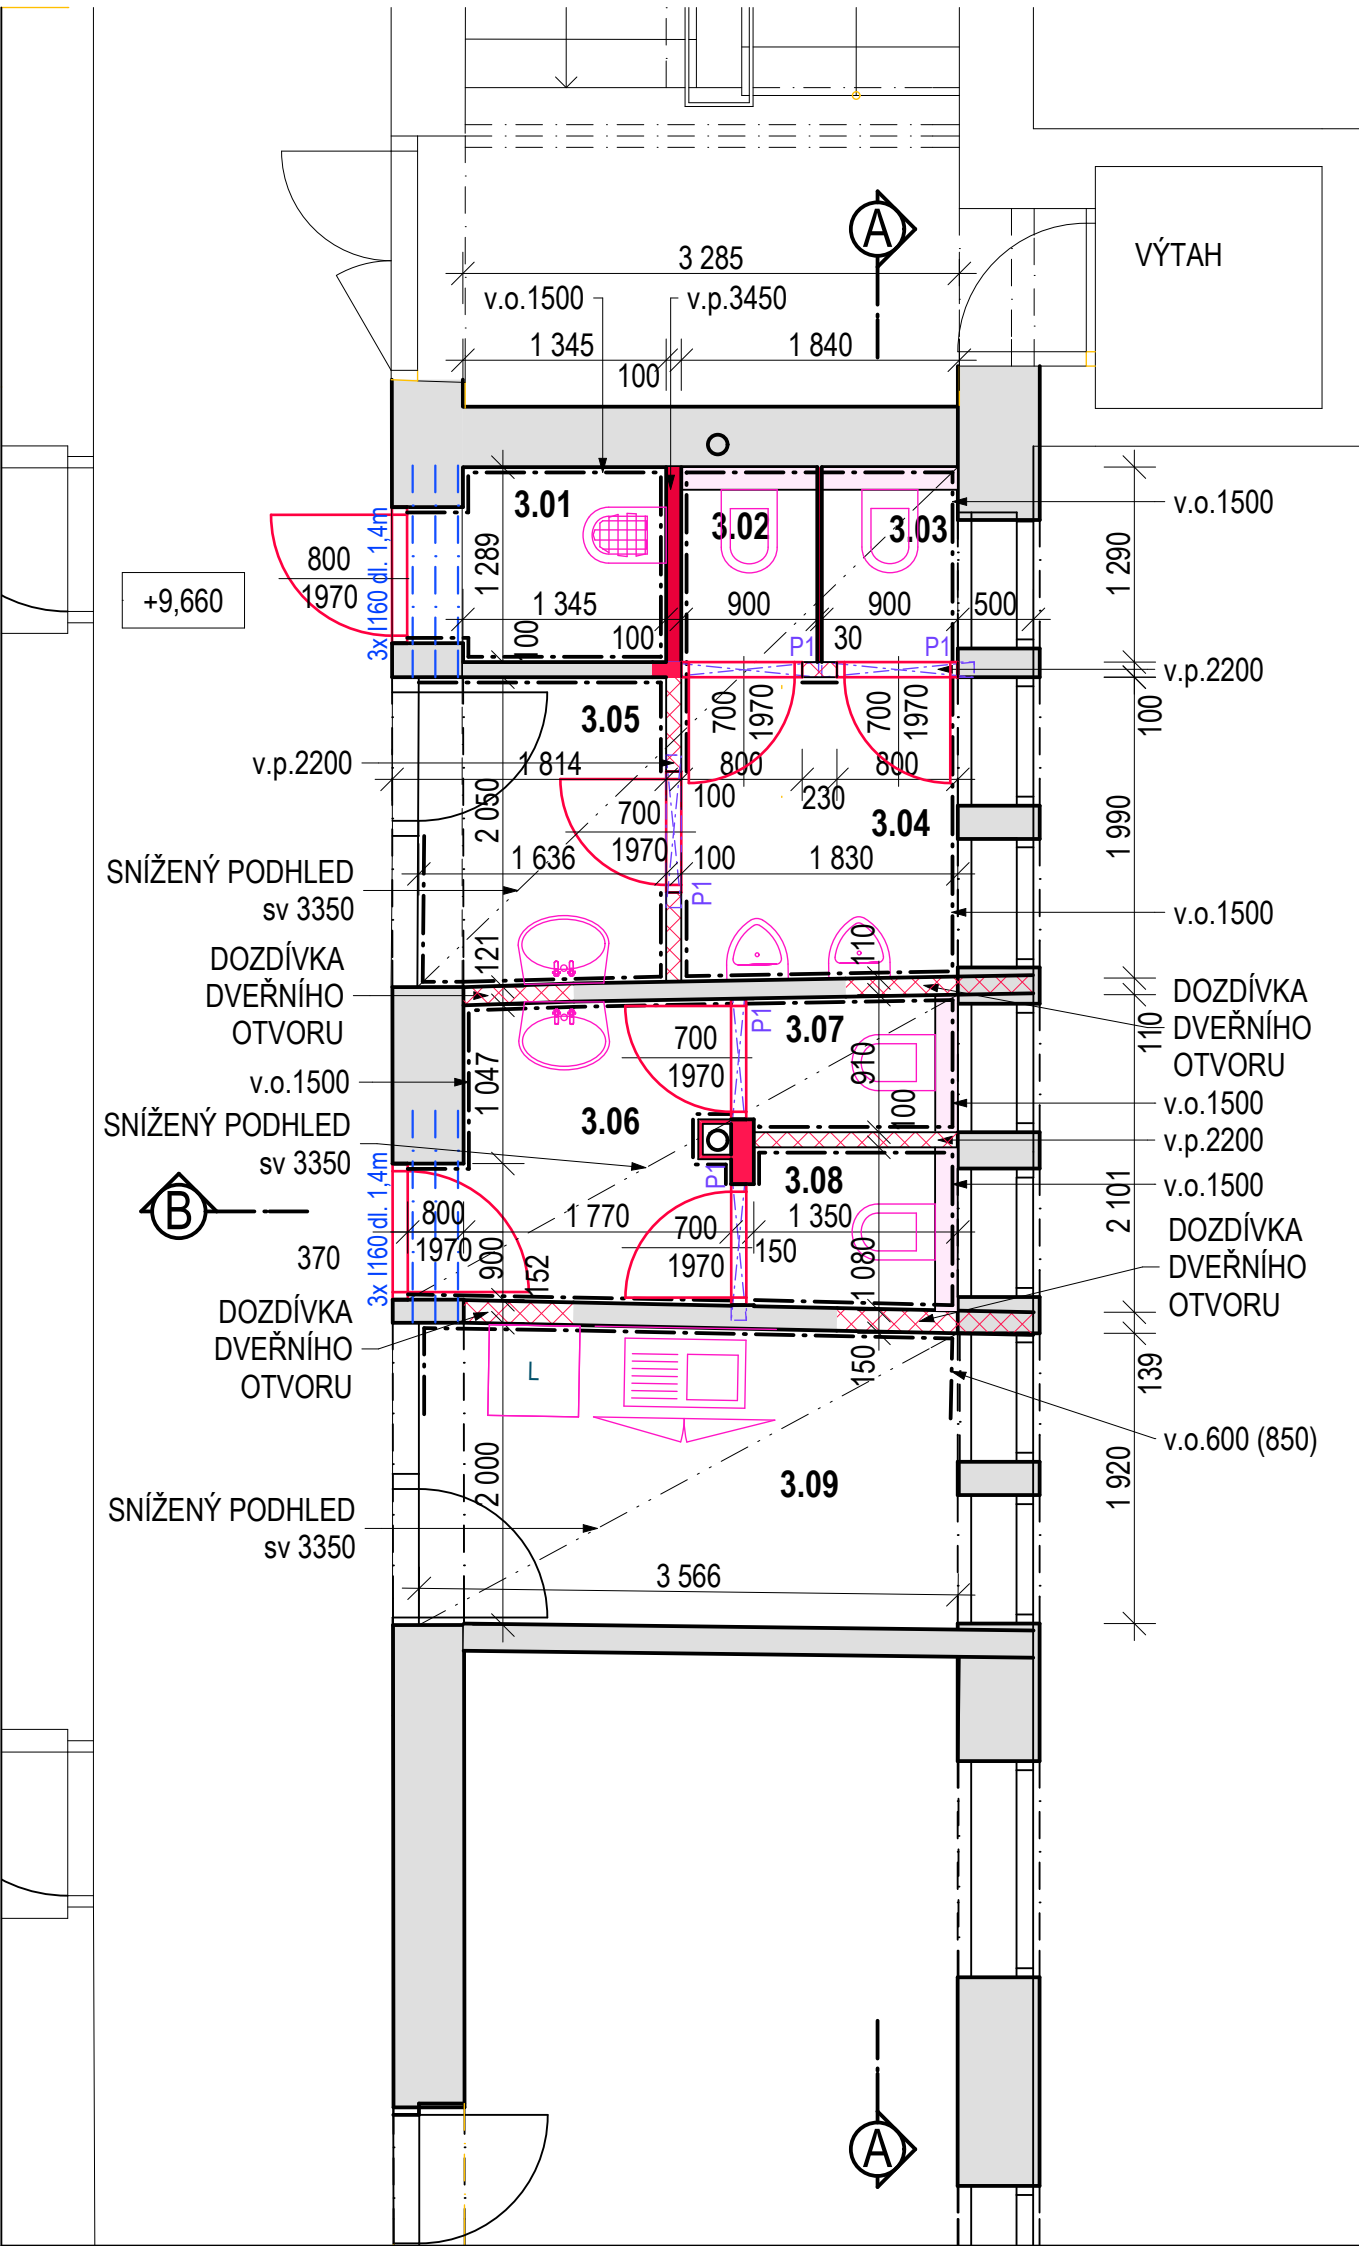 A
VÝTAH
3 285
v.o.1500
v.p.3450
1 345
1 840
100
3.01
3.02
3.03
v.o.1500
800
1970
3x I160 dl. 1,4m
1 289
1 290
+9,660
1 345
900
900
500
100
100
30
P1
P1
v.p.2200
3.05
700
1970
700
1970
100
v.p.2200
1 814
800
800
2 050
700
100
230
3.04
1 990
1970
1 636
100
1 830
SNÍŽENÝ PODHLED
sv 3350
P1
v.o.1500
DOZDÍVKA
DVEŘNÍHO
OTVORU
121
110
DOZDÍVKA
DVEŘNÍHO
OTVORU
110
3.07
P1
700
1970
910
v.o.1500
1 047
100
v.o.1500
3.06
SNÍŽENÝ PODHLED
sv 3350
v.p.2200
P1
3.08
v.o.1500
3x I160 dl. 1,4m
B
800
1970
1 770
700
1970
1 350
150
2 101
370
900
152
1 080
DOZDÍVKA
DVEŘNÍHO
OTVORU
DOZDÍVKA
DVEŘNÍHO
OTVORU
L
150
139
v.o.600 (850)
3.09
2 000
1 920
SNÍŽENÝ PODHLED
sv 3350
3 566
A